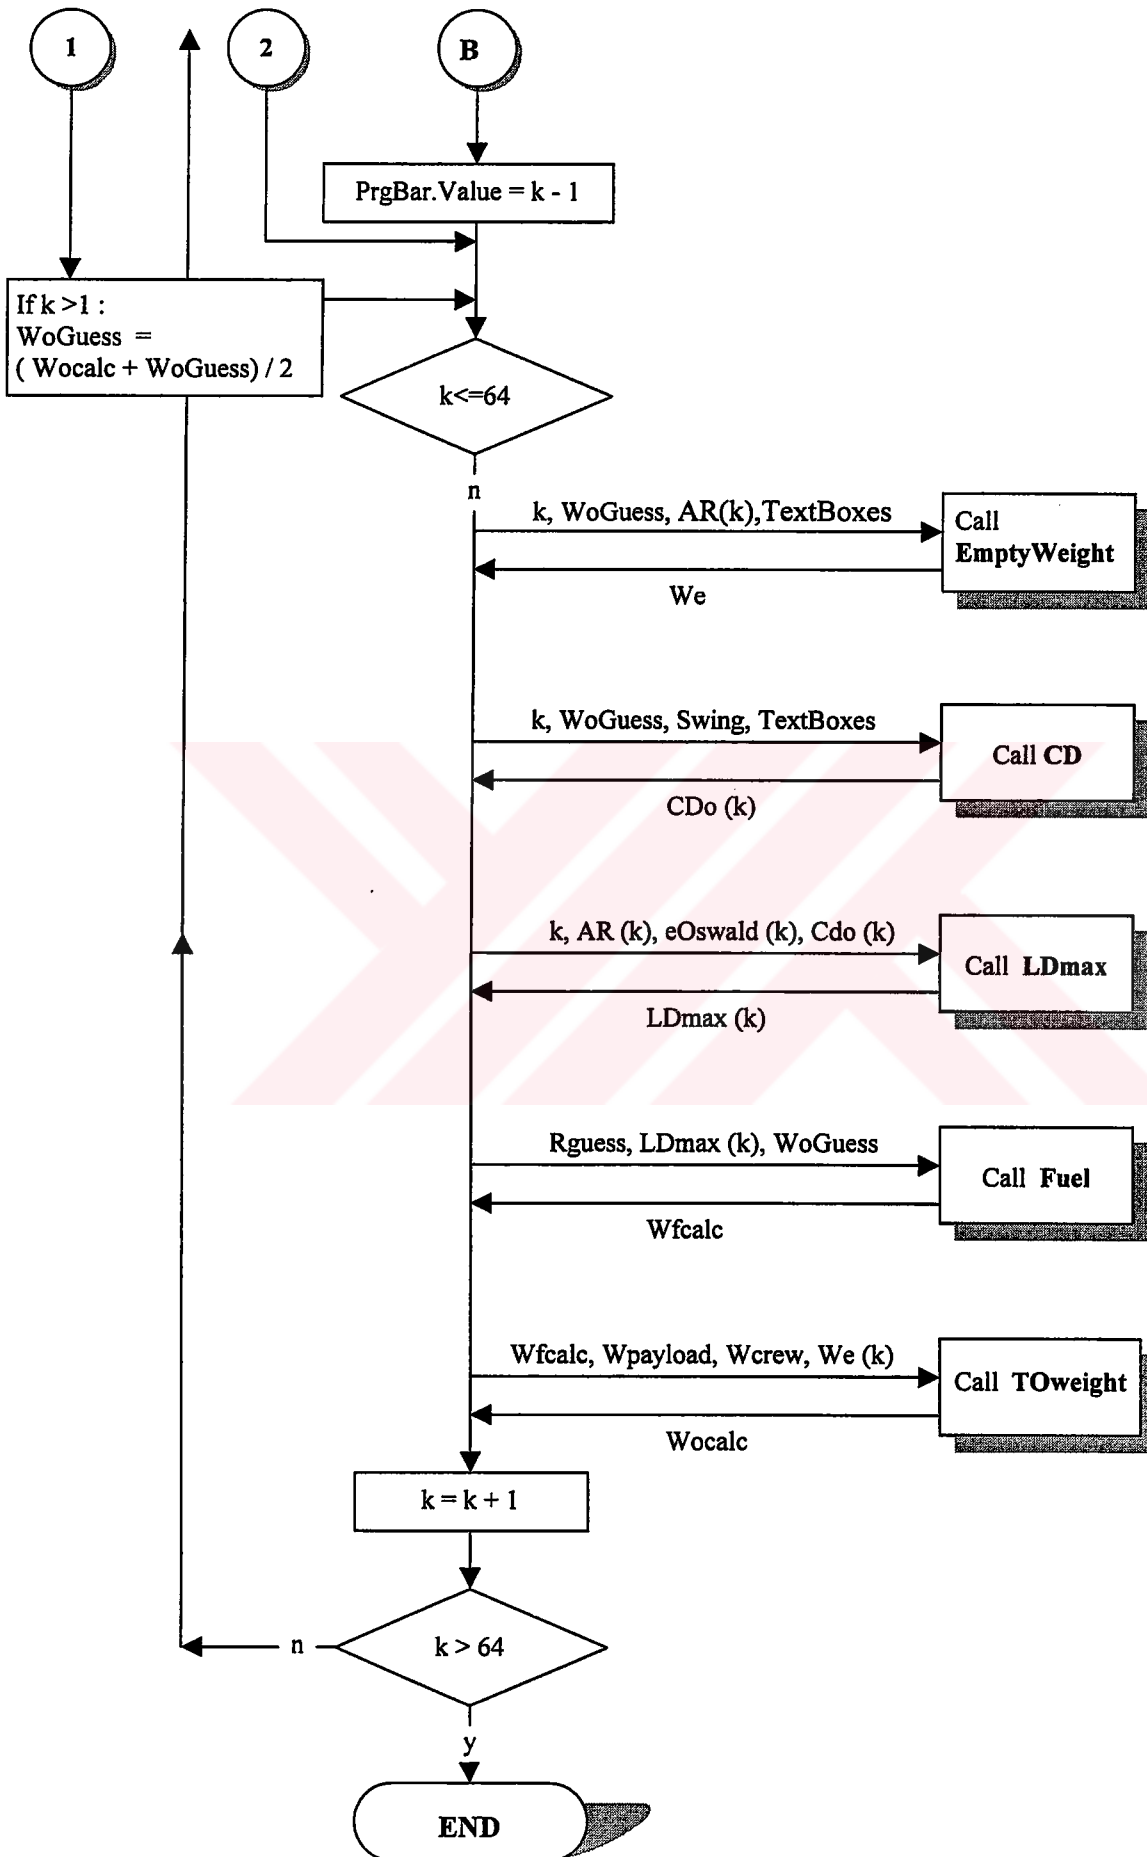 1
2
B
PrgBar.Value = k - 1
If k >1 :
WoGuess =
( Wocalc + WoGuess) / 2
k<=64
n
k, WoGuess, AR(k),TextBoxes
Call
EmptyWeight
We
k, WoGuess, Swing, TextBoxes
Call CD
CDo (k)
k, AR (k), eOswald (k), Cdo (k)
Call LDmax
LDmax (k)
Rguess, LDmax (k), WoGuess
Call Fuel
Wfcalc
Wfcalc, Wpayload, Wcrew, We (k)
Call TOweight
Wocalc
k = k + 1
n
k > 64
y
END